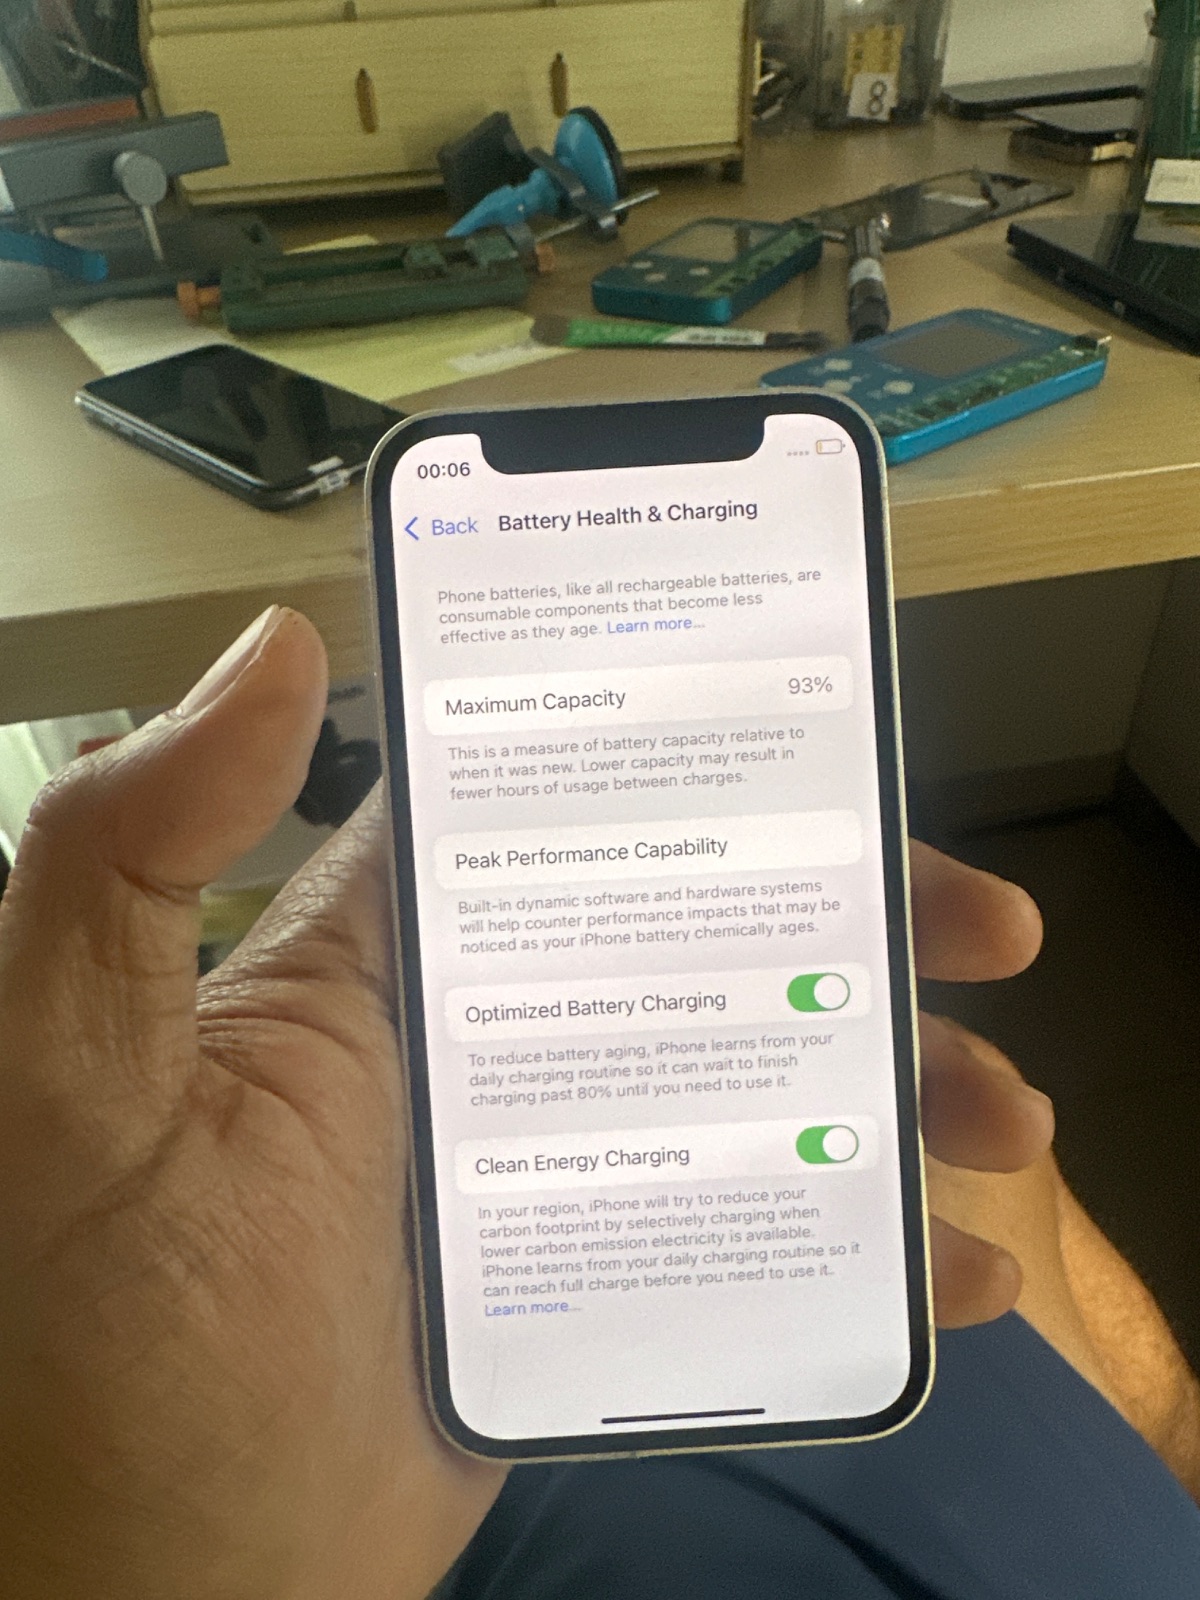 8
00:06
Back Battery Health & Charging
Phone batteries, like all rechargeable batteries, are
consumable components that become less
effective as they age. Learn more...
Maximum Capacity 93%
This is a measure of battery capacity relative to
when it was new. Lower capacity may result in
fewer hours of usage between charges.
Peak Performance Capability
Built-in dynamic software and hardware systems
will help counter performance impacts that may be
noticed as your iPhone battery chemically ages.
Optimized Battery Charging
To reduce battery aging, iPhone learns from your
daily charging routine so it can wait to finish
charging past 80% until you need to use it.
Clean Energy Charging
In your region, iPhone will try to reduce your
carbon footprint by selectively charging when
lower carbon emission electricity is available.
iPhone learns from your daily charging routine so it
can reach full charge before you need to use it.
Learn more...